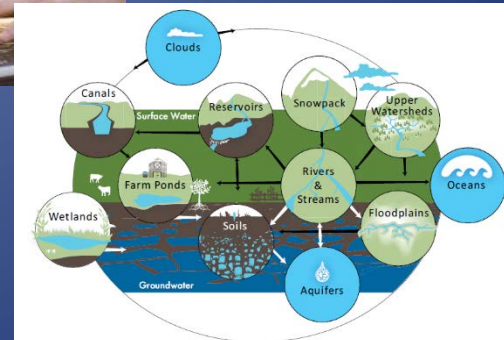 Clouds
Canals
Surface Water
Reservoirs
Snowpack
Upper
Watersheds
Farm Ponds
Rivers
&
Streams
Oceans
Wetlands
Soils
Floodplains
Aquifers
Groundwater